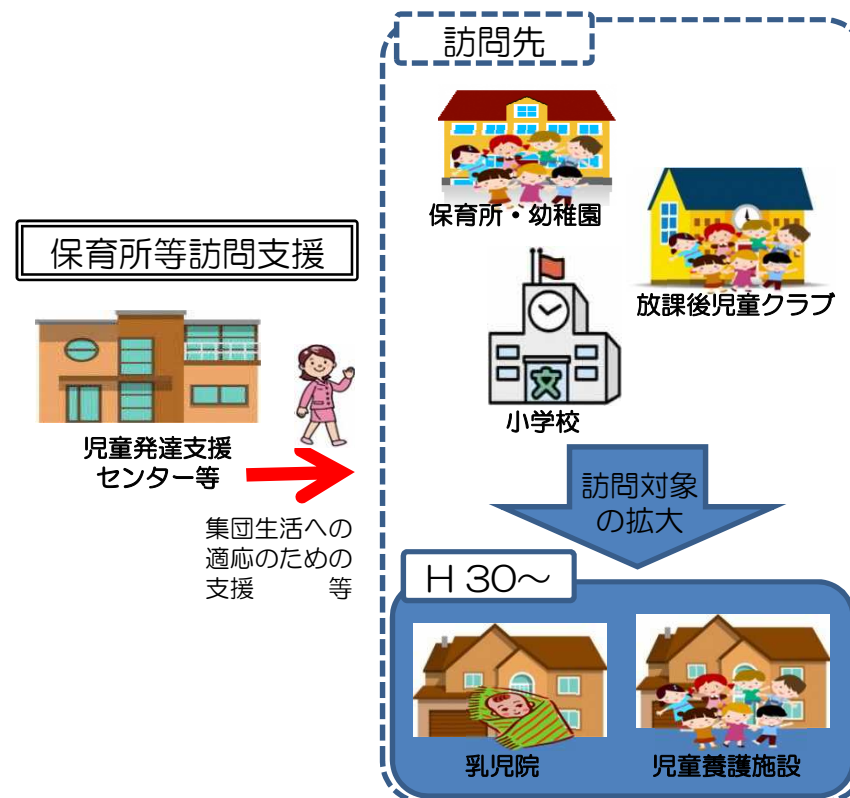 訪問先
保育所・幼稚園
放課後児童クラブ
小学校
保育所等訪問支援
児童発達支援
センター等
集団生活への
適応のための
支援 等
訪問対象
の拡大
H30~
乳児院
児童養護施設
文